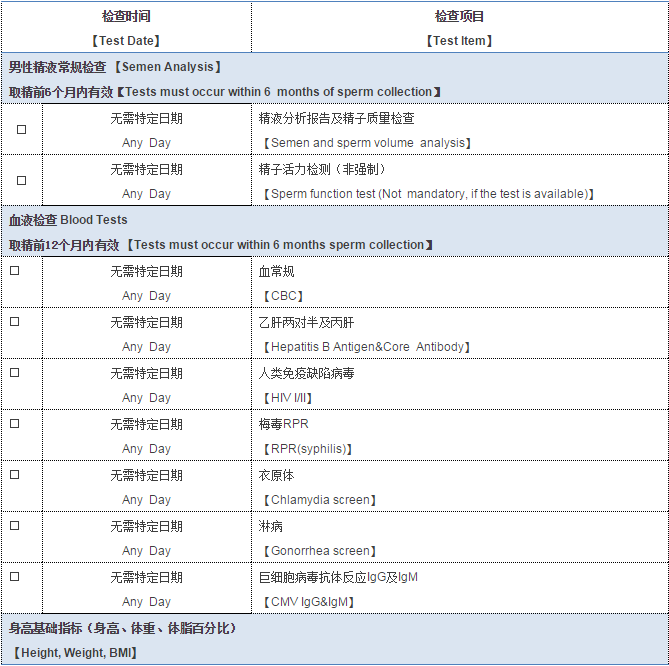 检查时间
【Test Date】
检查项目
【Test Item】
男性精液常规检查 【Semen Analysis】
取精前6个月内有效【Tests must occur within 6 months of sperm collection】
无需特定日期
Any Day
精液分析报告及精子质量检查
【Semen and sperm volume analysis】
无需特定日期
Any Day
精子活力检测（非强制）
【Sperm function test (Not mandatory, if the test is available)】
血液检查 Blood Tests
取精前12个月内有效 【Tests must occur within 6 months sperm collection】
无需特定日期
Any Day
血常规
【CBC】
无需特定日期
Any Day
乙肝两对半及丙肝
【Hepatitis B Antigen&Core Antibody】
无需特定日期
Any Day
人类免疫缺陷病毒
【HIV I/II】
无需特定日期
Any Day
梅毒RPR
【RPR(syphilis)】
无需特定日期
Any Day
衣原体
【Chlamydia screen】
无需特定日期
Any Day
淋病
【Gonorrhea screen】
无需特定日期
Any Day
巨细胞病毒抗体反应IgG及IgM
【CMV IgG&IgM】
身高基础指标（身高、体重、体脂百分比）
【Height, Weight, BMI】